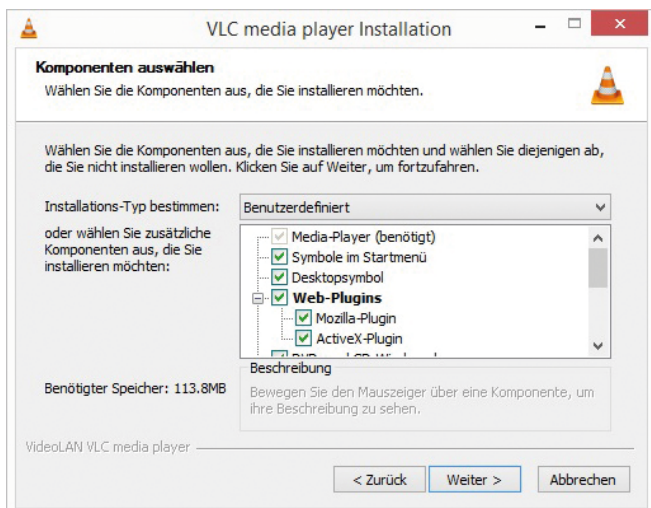 VLC media player Installation
Komponenten auswählen
Wählen Sie die Komponenten aus, die Sie installieren möchten.
Wählen Sie die Komponenten aus, die Sie installieren möchten und wählen Sie diejenigen ab,
die Sie nicht installieren wollen. Klicken Sie auf Weiter, um fortzufahren.
Installations-Typ bestimmen:
Benutzerdefiniert
oder wählen Sie zusätzliche
Komponenten aus, die Sie
installieren möchten:
Media-Player (benötigt)
Symbole im Startmenü
Desktopsymbol
Web-Plugins
Mozilla-Plugin
ActiveX-Plugin
Benötigter Speicher: 113.8MB
Beschreibung
Bewegen Sie den Mauszeiger über eine Komponente, um
ihre Beschreibung zu sehen.
VideoLAN VLC media player
< Zurück
Weiter >
Abbrechen